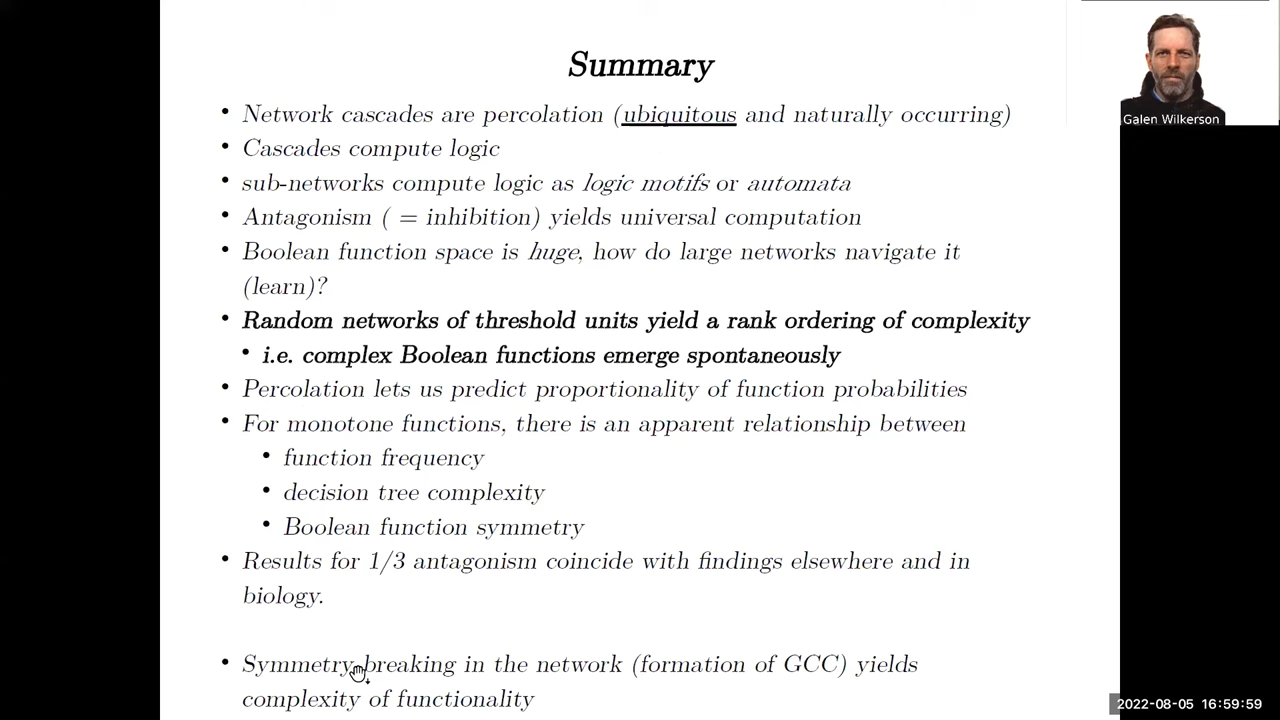 Summary
• Network cascades are percolation (ubiquitous and naturally occurring)
• Cascades compute logic
• sub-networks compute logic as logic motifs or automata
• Antagonism ( = inhibition) yields universal computation
• Boolean function space is huge, how do large networks navigate it
(learn)?
• Random networks of threshold units yield a rank ordering of complexity
• i.e. complex Boolean functions emerge spontaneously
• Percolation lets us predict proportionality of function probabilities
• For monotone functions, there is an apparent relationship between
• function frequency
• decision tree complexity
• Boolean function symmetry
• Results for 1/3 antagonism coincide with findings elsewhere and in
biology.
• Symmetry breaking in the network (formation of GCC) yields
complexity of functionality
Galen Wilkerson
2022-08-05 16:59:59